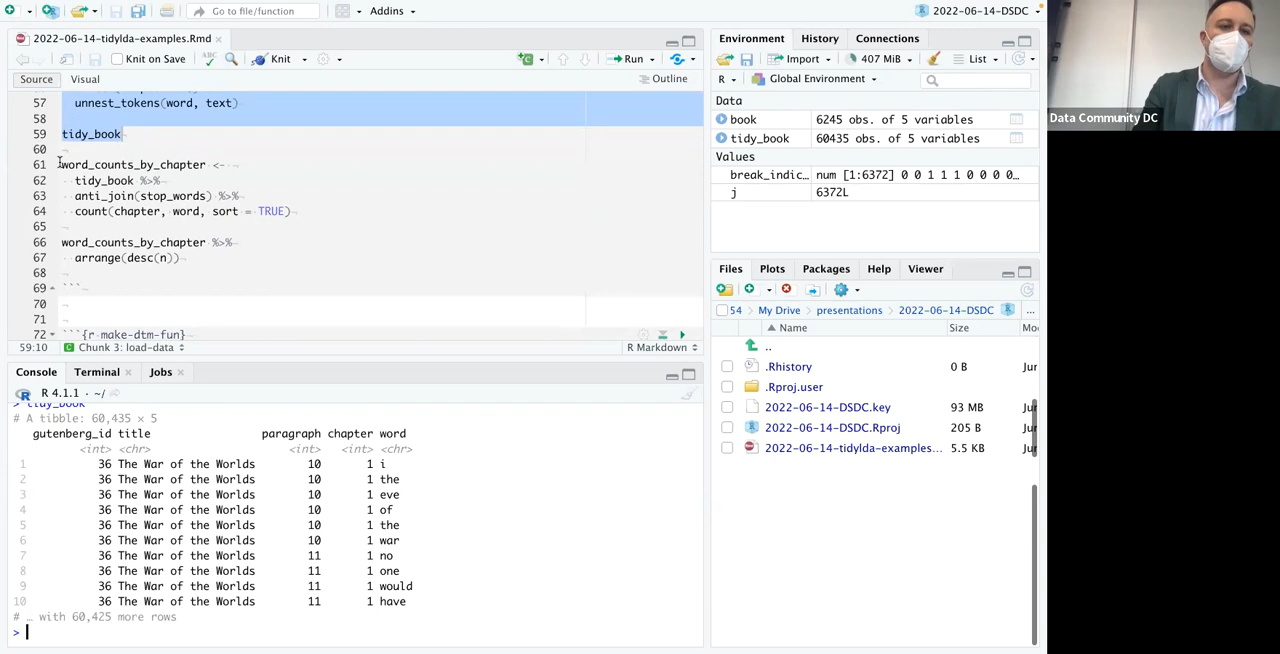 Go to file/function
Addins
2022-06-14-DSDC
2022-06-14-tidylda-examples.Rmd
Knit on Save
ABC
Knit
Run
Source
Visual
Outline
57 unnest_tokens(word, text)
58
59 tidy_book
60
61 word_counts_by_chapter <-
62 tidy_book %>%
63 anti_join(stop_words) %>%
64 count(chapter, word, sort = TRUE)
65
66 word_counts_by_chapter %>%
67 arrange(desc(n))
68
69 ```
70
71
72 ```{r make-dtm-fun}
59:10
Chunk 3: load-data
R Markdown
Console
Terminal
Jobs
R 4.1.1 · ~/
> tidy_book
# A tibble: 60,435 × 5
gutenberg_id title paragraph chapter word
<int> <chr> <int> <int> <chr>
1 36 The War of the Worlds 10 1 i
2 36 The War of the Worlds 10 1 the
3 36 The War of the Worlds 10 1 eve
4 36 The War of the Worlds 10 1 of
5 36 The War of the Worlds 10 1 the
6 36 The War of the Worlds 10 1 war
7 36 The War of the Worlds 11 1 no
8 36 The War of the Worlds 11 1 one
9 36 The War of the Worlds 11 1 would
10 36 The War of the Worlds 11 1 have
# … with 60,425 more rows
>
Environment
History
Connections
Import
407 MiB
List
R
Global Environment
Data
book 6245 obs. of 5 variables
tidy_book 60435 obs. of 5 variables
Values
break_indic… num [1:6372] 0 0 1 1 1 0 0 0 0…
j 6372L
Files
Plots
Packages
Help
Viewer
54
My Drive
presentations
2022-06-14-DSDC
...
Name
Size
Mo
..
.Rhistory 0 B Jur
.Rproj.user
2022-06-14-DSDC.key 93 MB Jur
2022-06-14-DSDC.Rproj 205 B Jur
2022-06-14-tidylda-examples... 5.5 KB Jur
Data Community DC